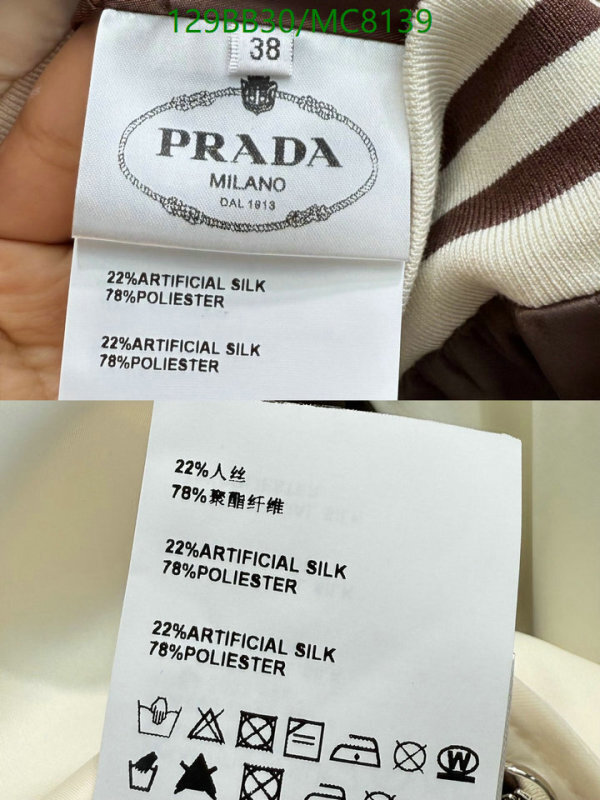 129BB30/MC8139
38
PRADA
MILANO
DAL 1913
22%ARTIFICIAL SILK
78%POLIESTER
22%ARTIFICIAL SILK
78%POLIESTER
22%人丝
78%聚酯纤维
22%ARTIFICIAL SILK
78%POLIESTER
22%ARTIFICIAL SILK
78%POLIESTER
W